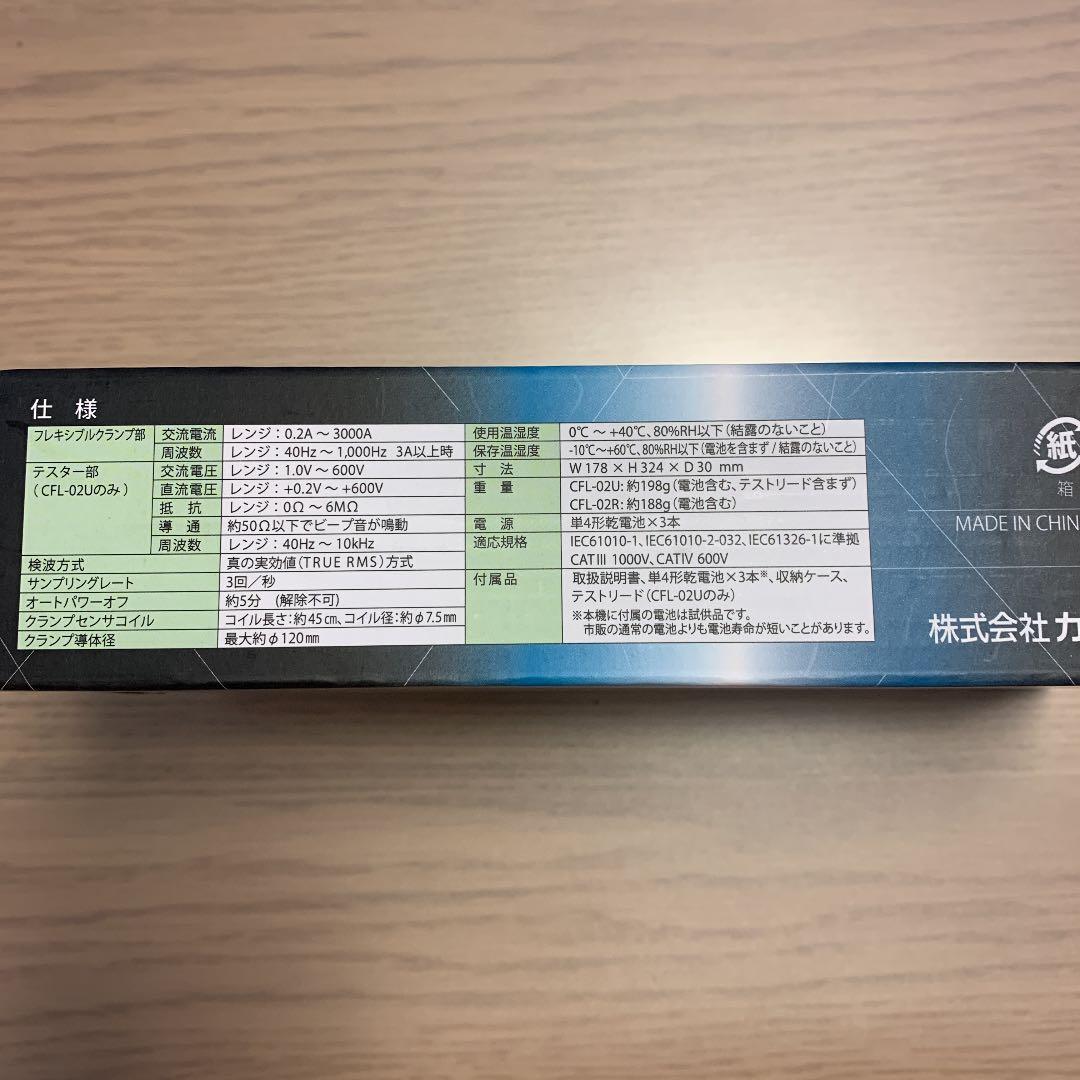 仕 様
フレキシブルクランプ部 交流電流 レンジ：0.2A ～ 3000A
周波数 レンジ：40Hz ～ 1,000Hz 3A以上時
テスター部 交流電圧 レンジ：1.0V ～ 600V
（CFL-02Uのみ） 直流電圧 レンジ：+0.2V ～ +600V
抵 抗 レンジ：0Ω ～ 6MΩ
導 通 約50Ω以下でビープ音が鳴動
周波数 レンジ：40Hz ～ 10kHz
検波方式 真の実効値（TRUE RMS）方式
サンプリングレート 3回／秒
オートパワーオフ 約5分 （解除不可）
クランプセンサコイル コイル長さ：約45㎝、コイル径：約φ7.5㎜
クランプ導体径 最大約φ120㎜
使用温湿度 0℃ ～ +40℃、80%RH以下（結露のないこと）
保存温湿度 -10℃～+60℃、80%RH以下（電池を含まず / 結露のないこと）
寸 法 W 178 × H 324 × D 30 mm
重 量 CFL-02U：約198g（電池含む、テストリード含まず）
CFL-02R：約188g（電池含む）
電 源 単4形乾電池×3本
適応規格 IEC61010-1、IEC61010-2-032、IEC61326-1に準拠
CATⅢ 1000V、CATⅣ 600V
付属品 取扱説明書、単4形乾電池×3本※、収納ケース、
テストリード（CFL-02Uのみ）
※本機に付属の電池は試供品です。
市販の通常の電池よりも電池寿命が短いことがあります。
紙
箱
MADE IN CHIN
株式会社カ